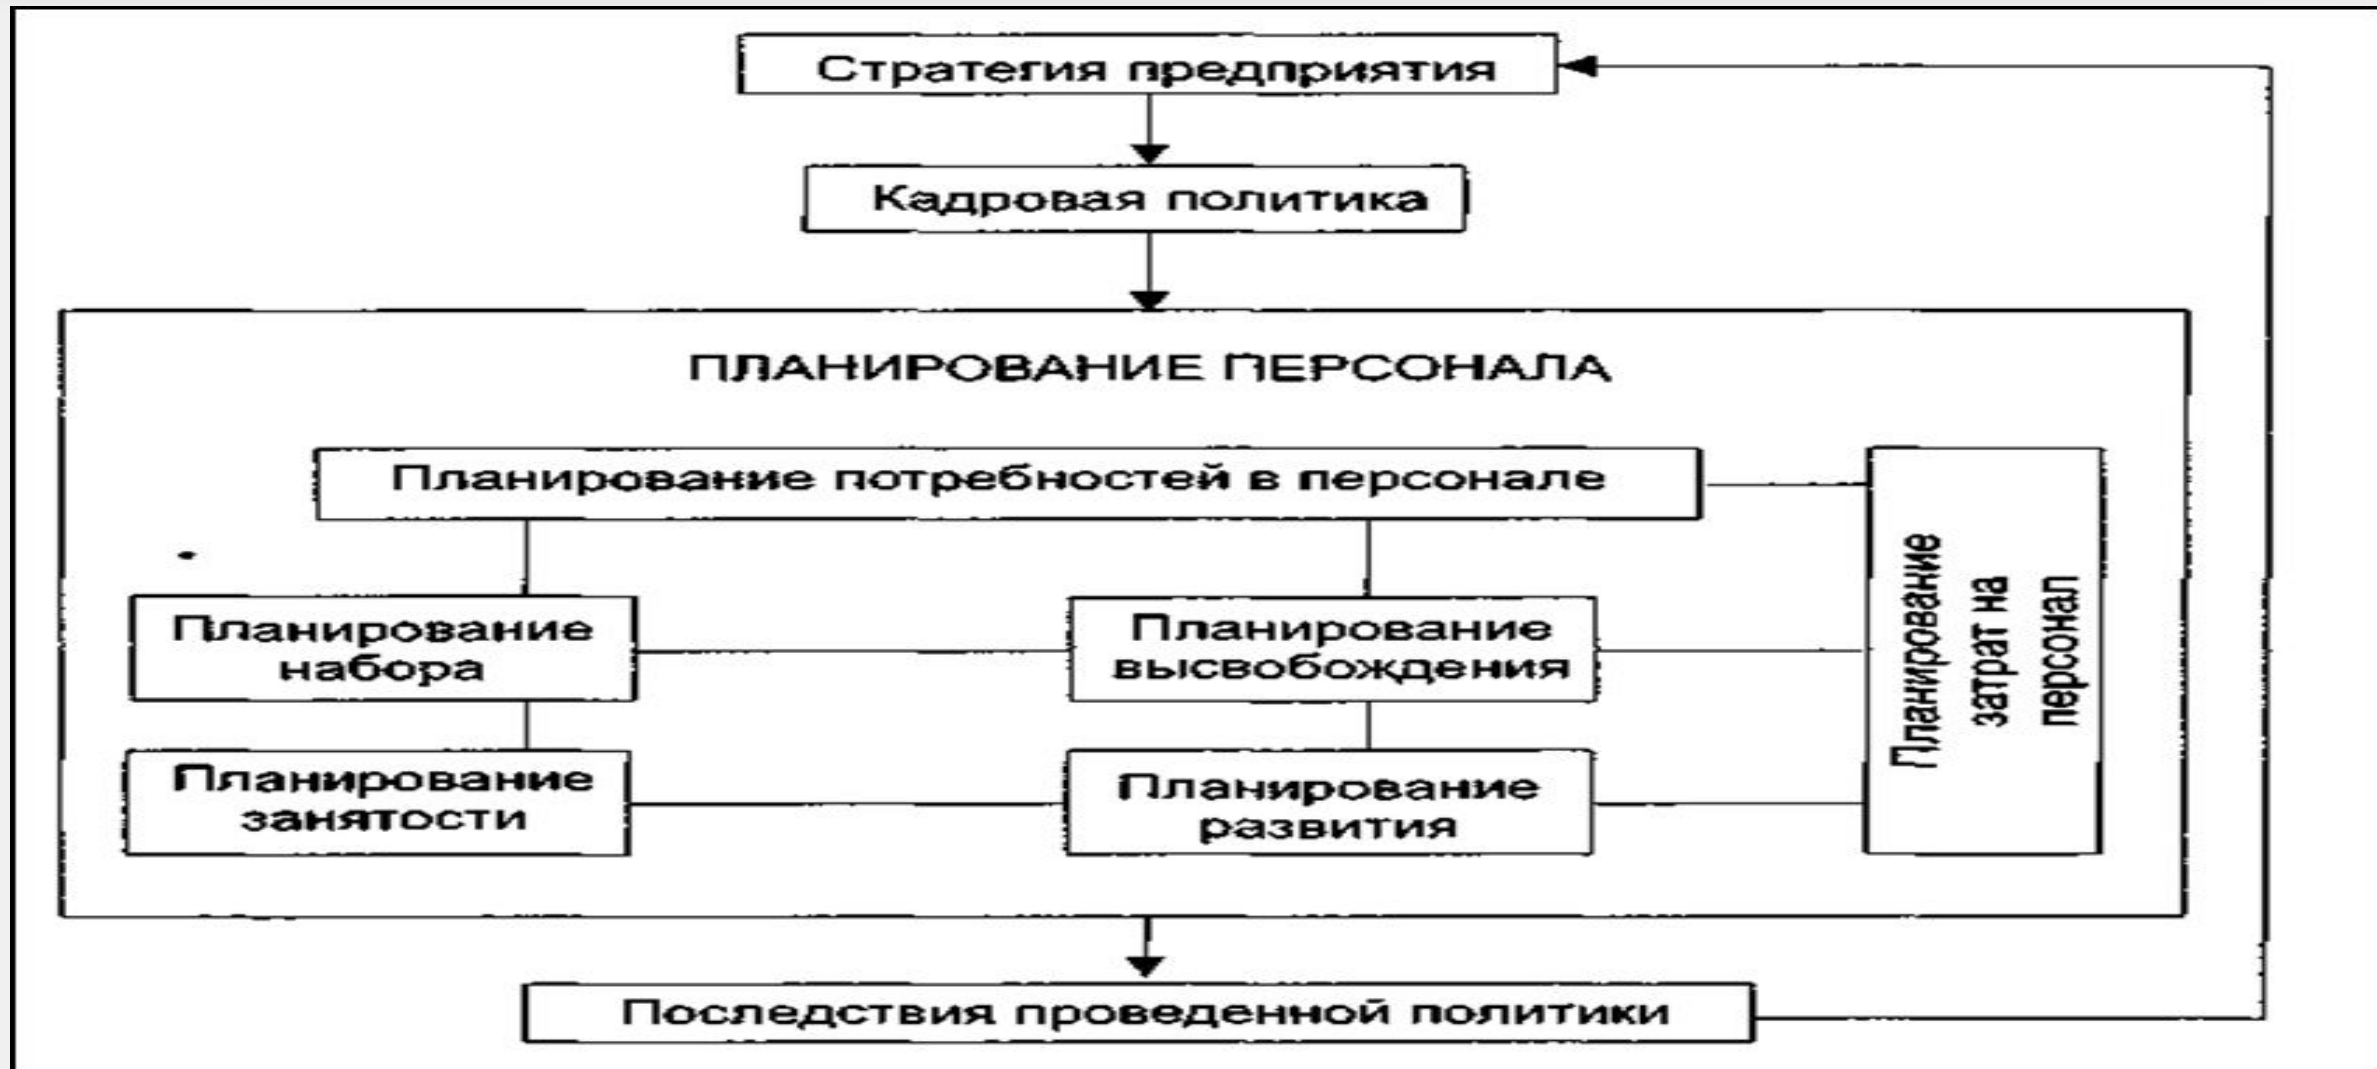 Стратегия предприятия
Кадровая политика
ПЛАНИРОВАНИЕ ПЕРСОНАЛА
Планирование потребностей в персонале
Планирование
набора
Планирование
высвобождения
Планирование
затрат на
персонал
Планирование
занятости
Планирование
развития
Последствия проведенной политики